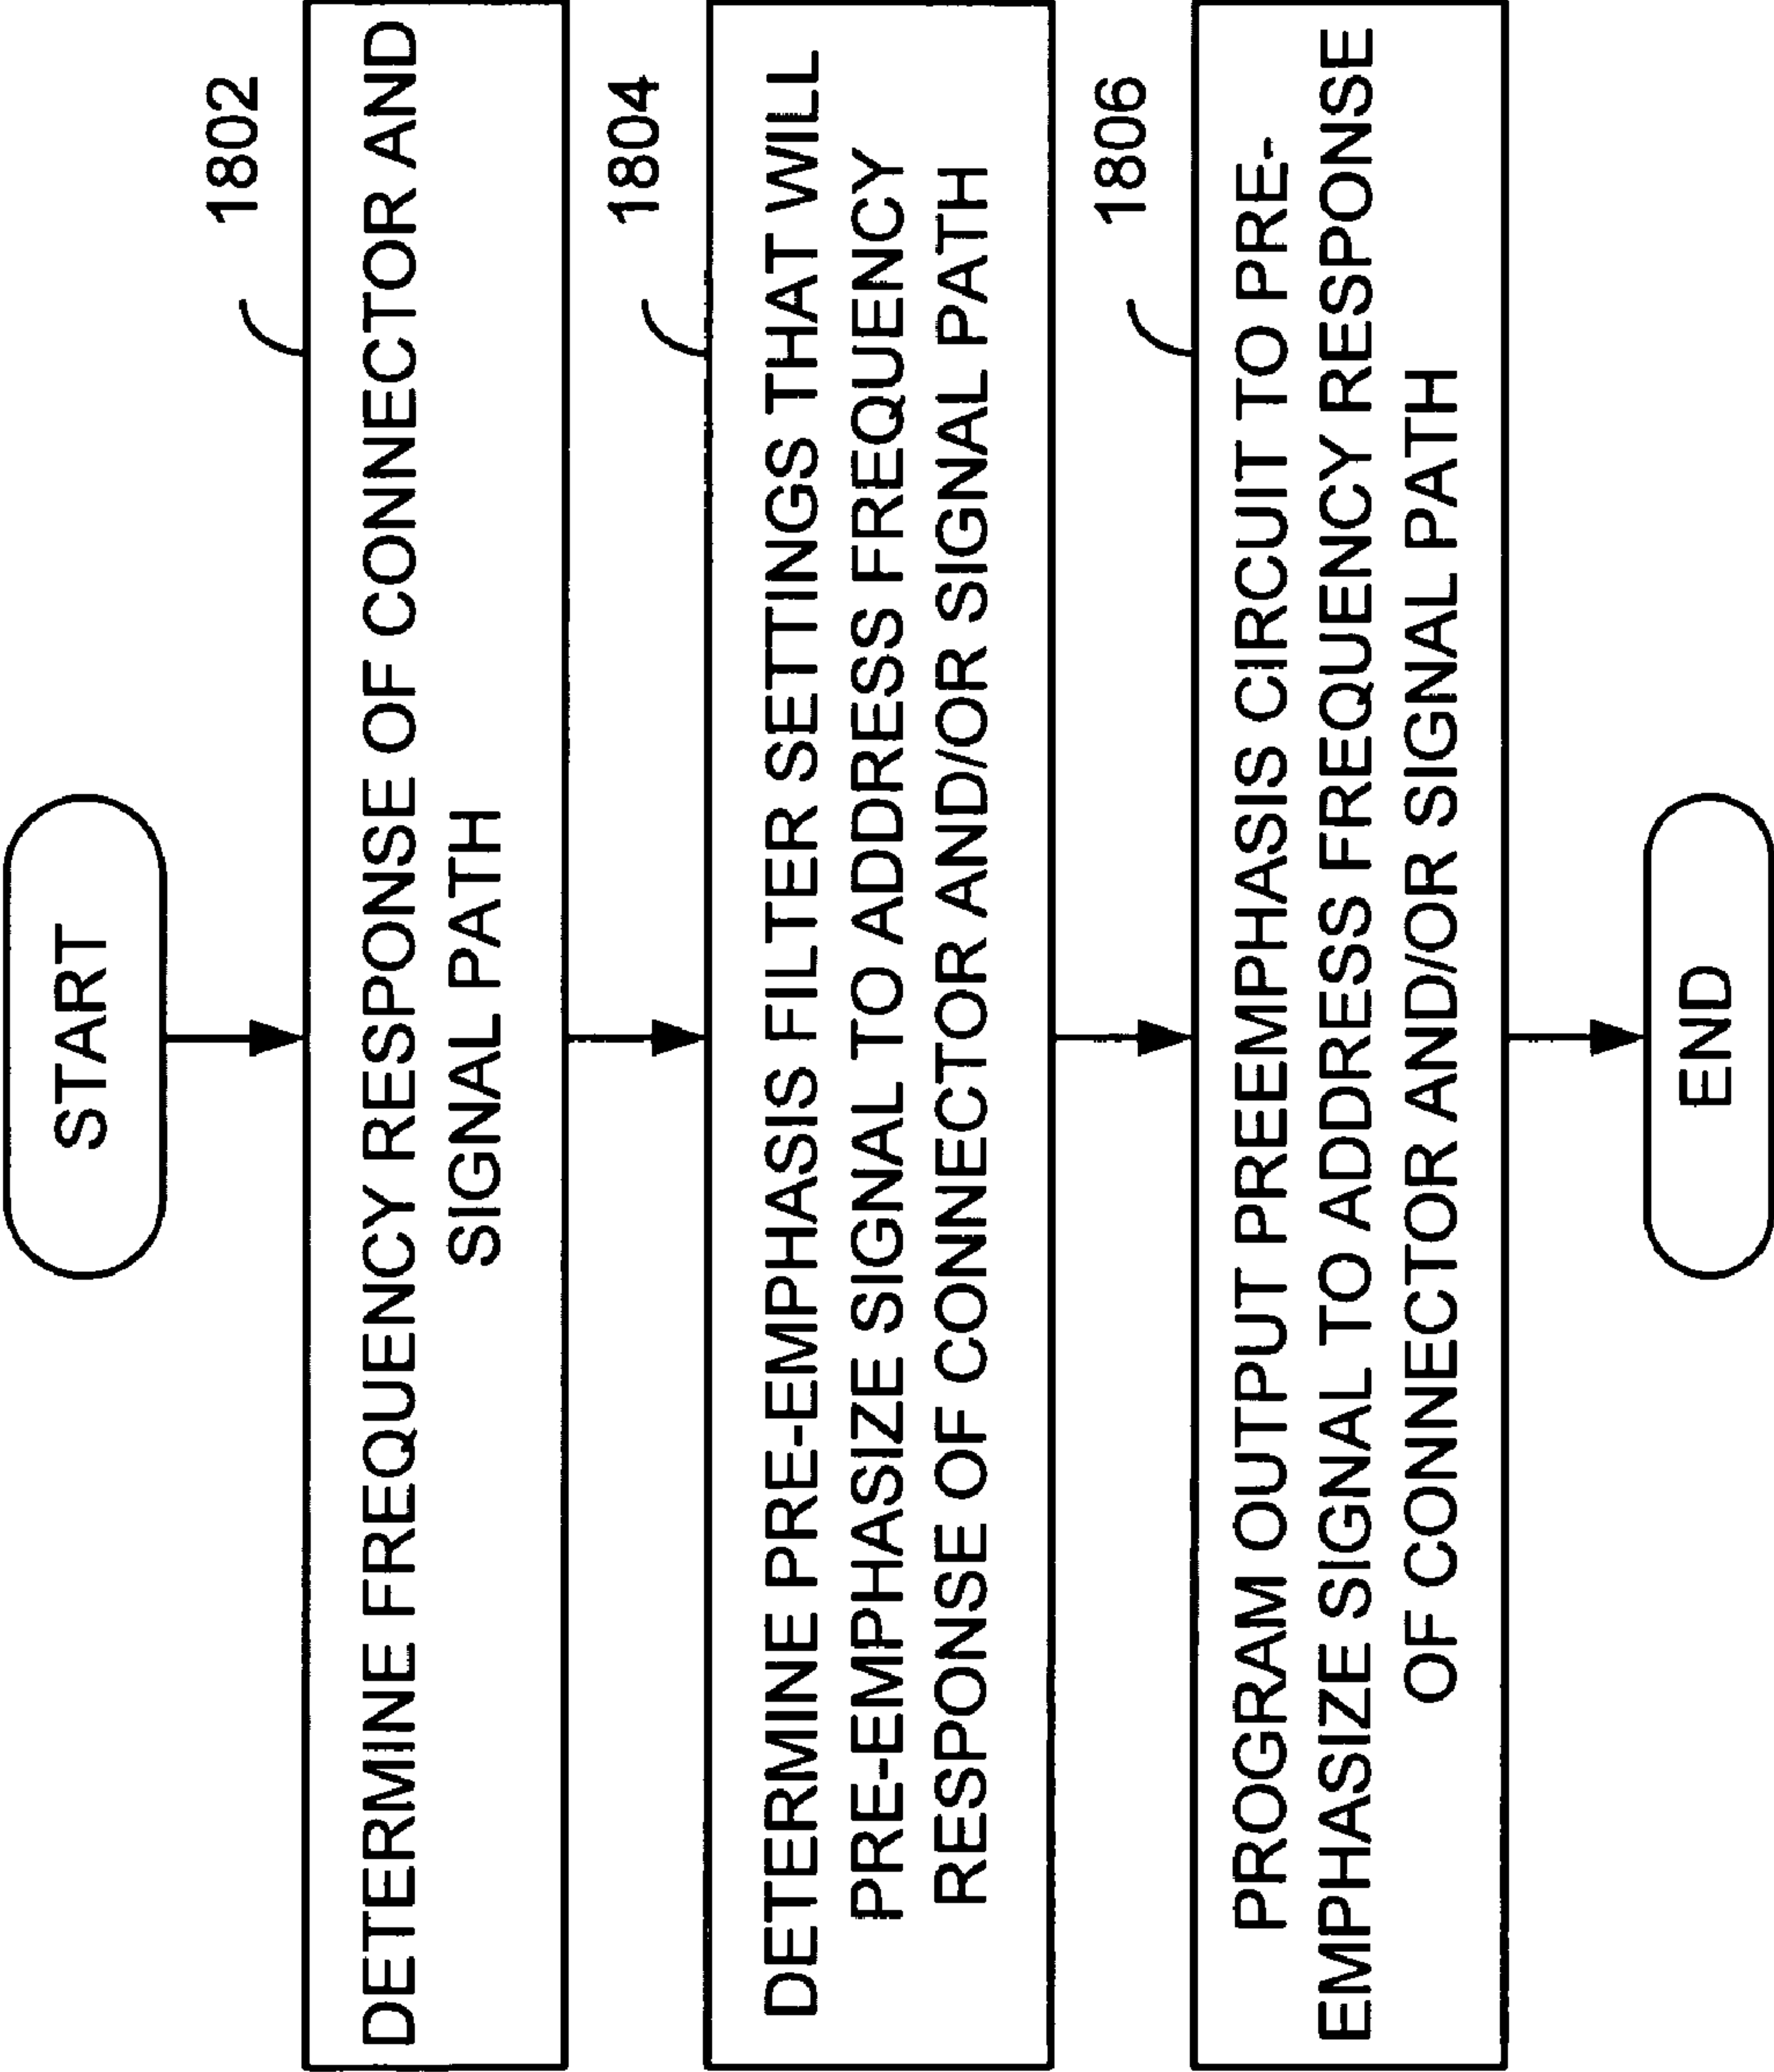 START
1802
DETERMINE FREQUENCY RESPONSE OF CONNECTOR AND
SIGNAL PATH
1804
DETERMINE PRE-EMPHASIS FILTER SETTINGS THAT WILL
PRE-EMPHASIZE SIGNAL TO ADDRESS FREQUENCY
RESPONSE OF CONNECTOR AND/OR SIGNAL PATH
1806
PROGRAM OUTPUT PREEMPHASIS CIRCUIT TO PRE-
EMPHASIZE SIGNAL TO ADDRESS FREQUENCY RESPONSE
OF CONNECTOR AND/OR SIGNAL PATH
END